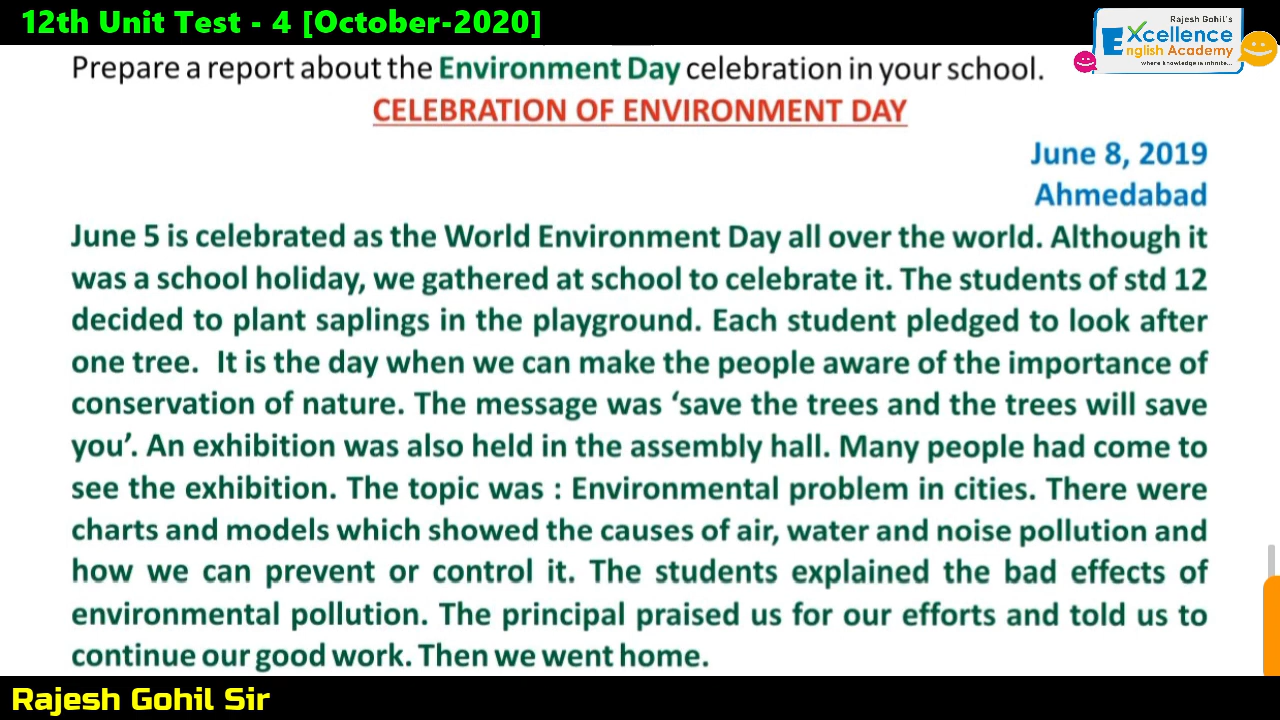 12th Unit Test - 4 [October-2020]
Rajesh Gohil's
Excellence
English Academy
where knowledge is infinite...
Prepare a report about the Environment Day celebration in your school.
CELEBRATION OF ENVIRONMENT DAY
June 8, 2019
Ahmedabad
June 5 is celebrated as the World Environment Day all over the world. Although it
was a school holiday, we gathered at school to celebrate it. The students of std 12
decided to plant saplings in the playground. Each student pledged to look after
one tree. It is the day when we can make the people aware of the importance of
conservation of nature. The message was ‘save the trees and the trees will save
you’. An exhibition was also held in the assembly hall. Many people had come to
see the exhibition. The topic was : Environmental problem in cities. There were
charts and models which showed the causes of air, water and noise pollution and
how we can prevent or control it. The students explained the bad effects of
environmental pollution. The principal praised us for our efforts and told us to
continue our good work. Then we went home.
Rajesh Gohil Sir